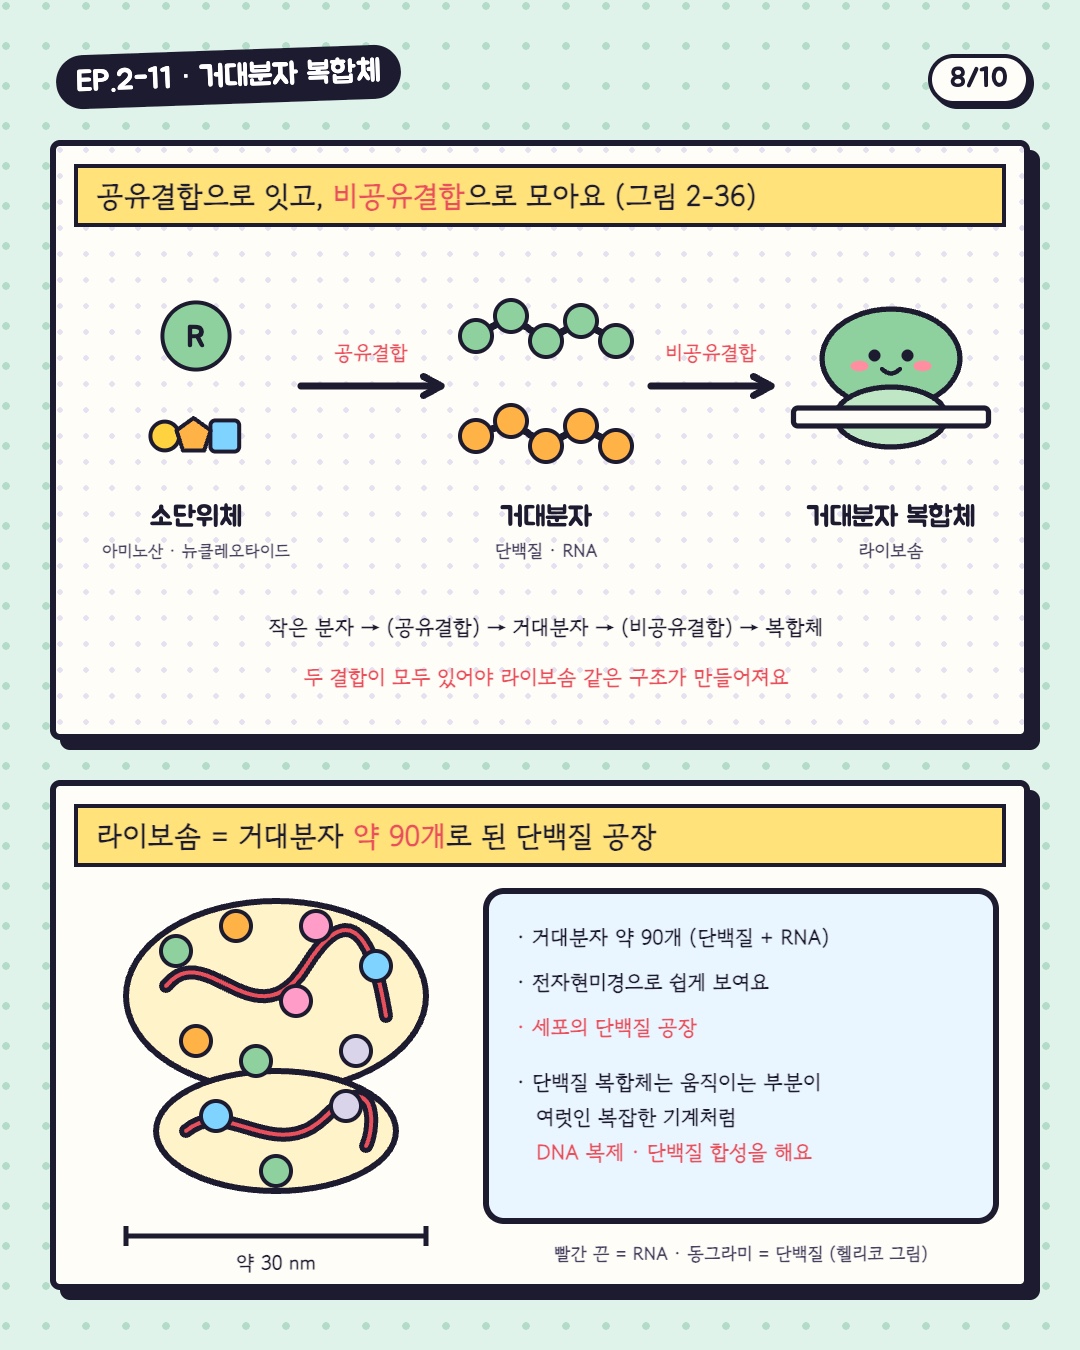 EP.2-11 · 거대분자 복합체
8/10
공유결합으로 잇고, 비공유결합으로 모아요 (그림 2-36)
R
공유결합
비공유결합
소단위체
거대분자
거대분자 복합체
아미노산 · 뉴클레오타이드
단백질 · RNA
라이보솜
작은 분자 → (공유결합) → 거대분자 → (비공유결합) → 복합체
두 결합이 모두 있어야 라이보솜 같은 구조가 만들어져요
라이보솜 = 거대분자 약 90개로 된 단백질 공장
· 거대분자 약 90개 (단백질 + RNA)
· 전자현미경으로 쉽게 보여요
· 세포의 단백질 공장
· 단백질 복합체는 움직이는 부분이
여럿인 복잡한 기계처럼
DNA 복제 · 단백질 합성을 해요
약 30 nm
빨간 끈 = RNA · 동그라미 = 단백질 (헬리코 그림)